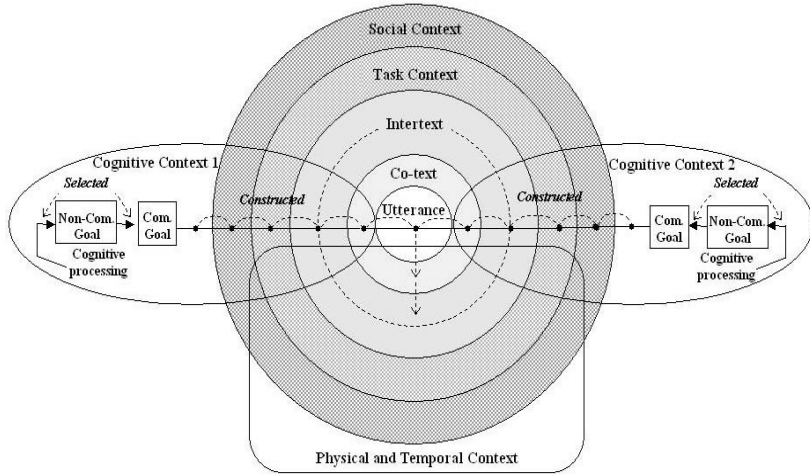 Social Context
Task Context
Intertext
Cognitive Context 1
Cognitive Context 2
Co-text
Selected
Constructed
Constructed
Selected
Utterance
Non-Com.
Goal
Com.
Goal
Com.
Goal
Non-Com.
Goal
Cognitive
processing
Cognitive
processing
Physical and Temporal Context